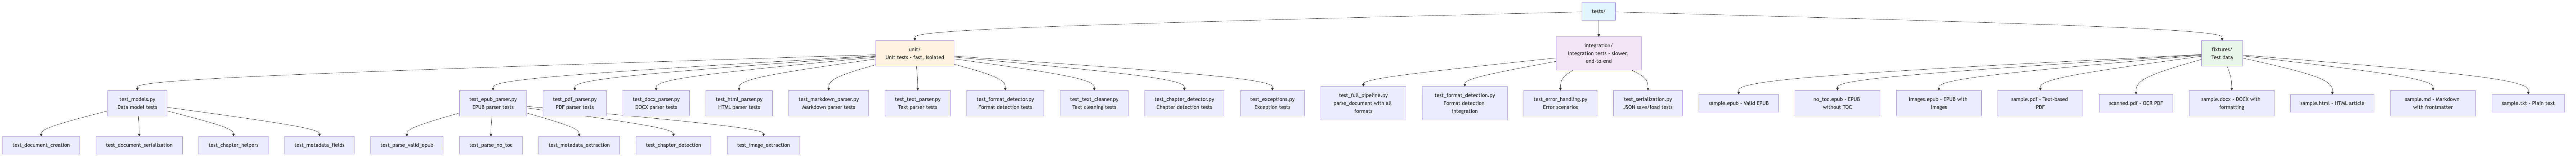 tests/
unit/
Unit tests - fast, isolated
integration/
Integration tests - slower,
end-to-end
fixtures/
Test data
test_models.py
Data model tests
test_epub_parser.py
EPUB parser tests
test_pdf_parser.py
PDF parser tests
test_docx_parser.py
DOCX parser tests
test_html_parser.py
HTML parser tests
test_markdown_parser.py
Markdown parser tests
test_text_parser.py
Text parser tests
test_format_detector.py
Format detection tests
test_text_cleaner.py
Text cleaning tests
test_chapter_detector.py
Chapter detection tests
test_exceptions.py
Exception tests
test_full_pipeline.py
parse_document with all
formats
test_format_detection.py
Format detection
integration
test_error_handling.py
Error scenarios
test_serialization.py
JSON save/load tests
sample.epub - Valid EPUB
no_toc.epub - EPUB
without TOC
images.epub - EPUB with
images
sample.pdf - Text-based
PDF
scanned.pdf - OCR PDF
sample.docx - DOCX with
formatting
sample.html - HTML article
sample.md - Markdown
with frontmatter
sample.txt - Plain text
test_document_creation
test_document_serialization
test_chapter_helpers
test_metadata_fields
test_parse_valid_epub
test_parse_no_toc
test_metadata_extraction
test_chapter_detection
test_image_extraction